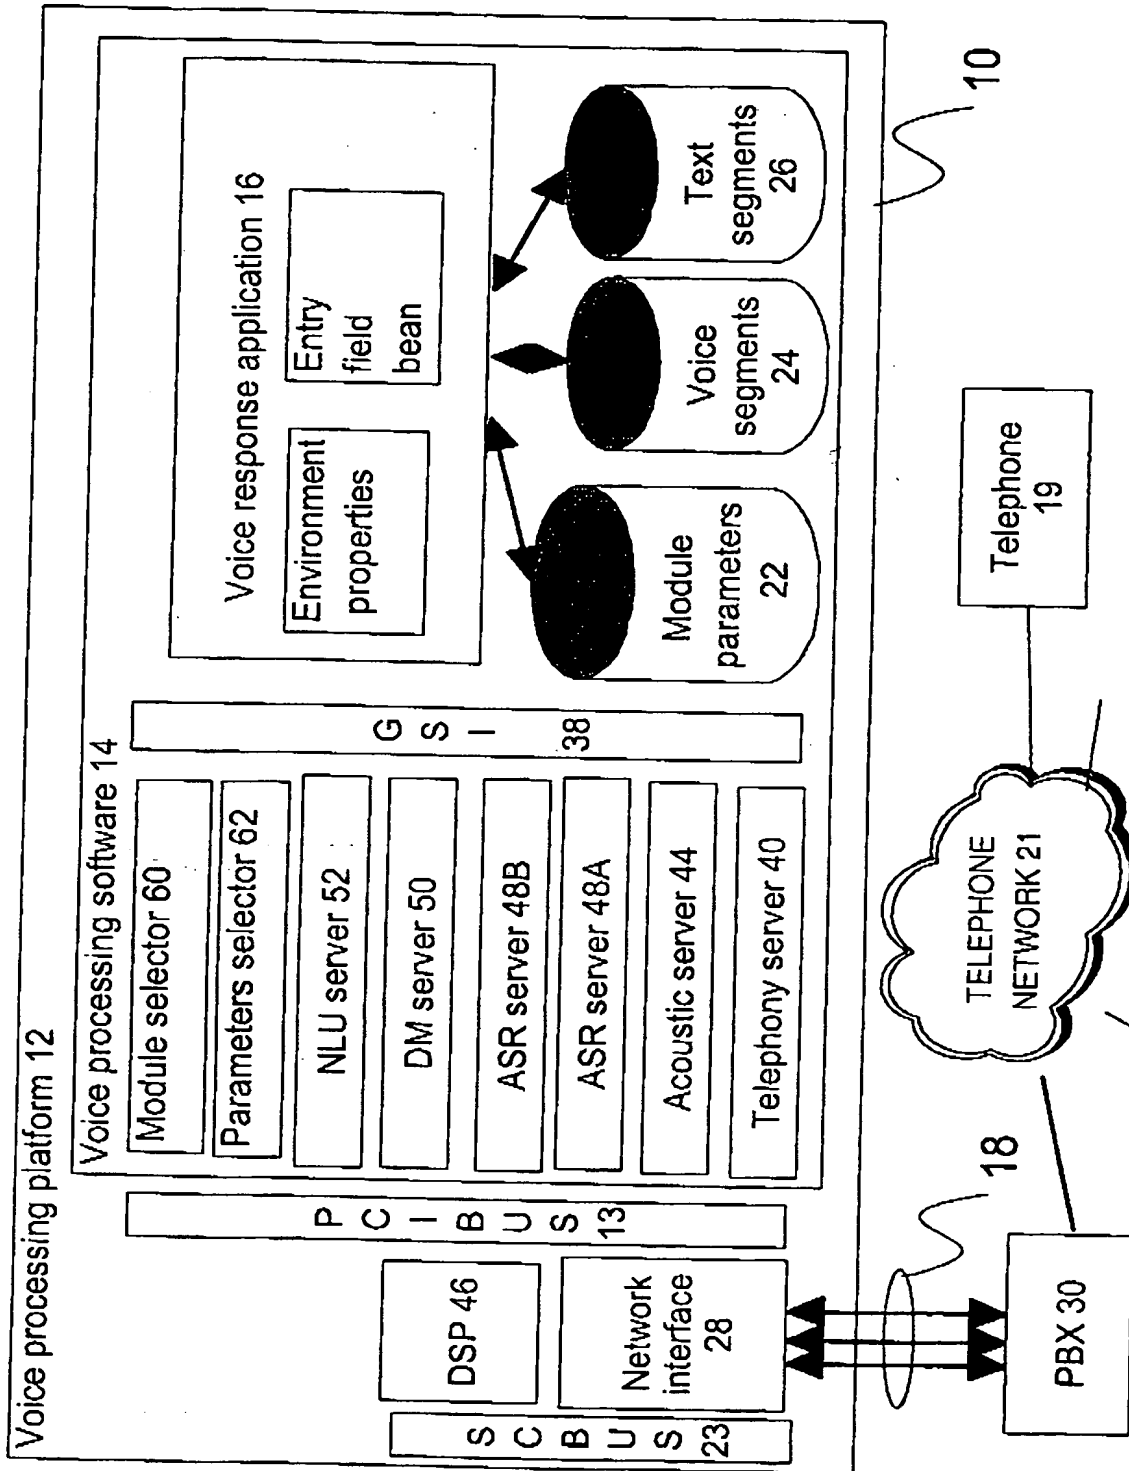 Voice processing platform 12
Voice processing software 14
Module selector 60
Parameters selector 62
NLU server 52
DM server 50
ASR server 48B
ASR server 48A
Acoustic server 44
Telephony server 40
GSI 38
Voice response application 16
Environment
properties
Entry
field
bean
Module
parameters
22
Voice
segments
24
Text
segments
26
PCIBUS 13
DSP 46
Network
interface
28
SCBUS 23
18
PBX 30
TELEPHONE
NETWORK 21
Telephone
19
10